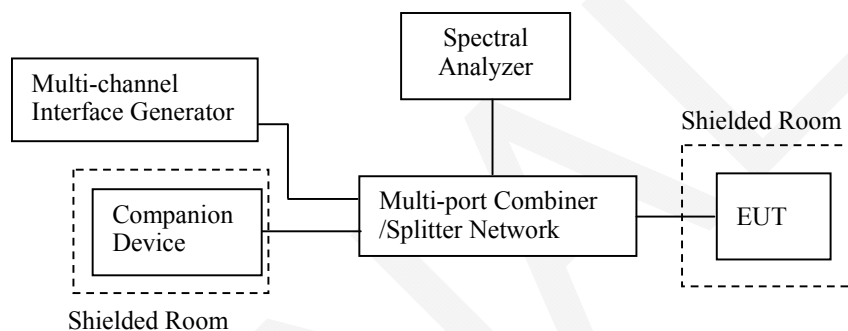 Spectral
Analyzer
Multi-channel
Interface Generator
Shielded Room
Multi-port Combiner
/Splitter Network
EUT
Companion
Device
Shielded Room